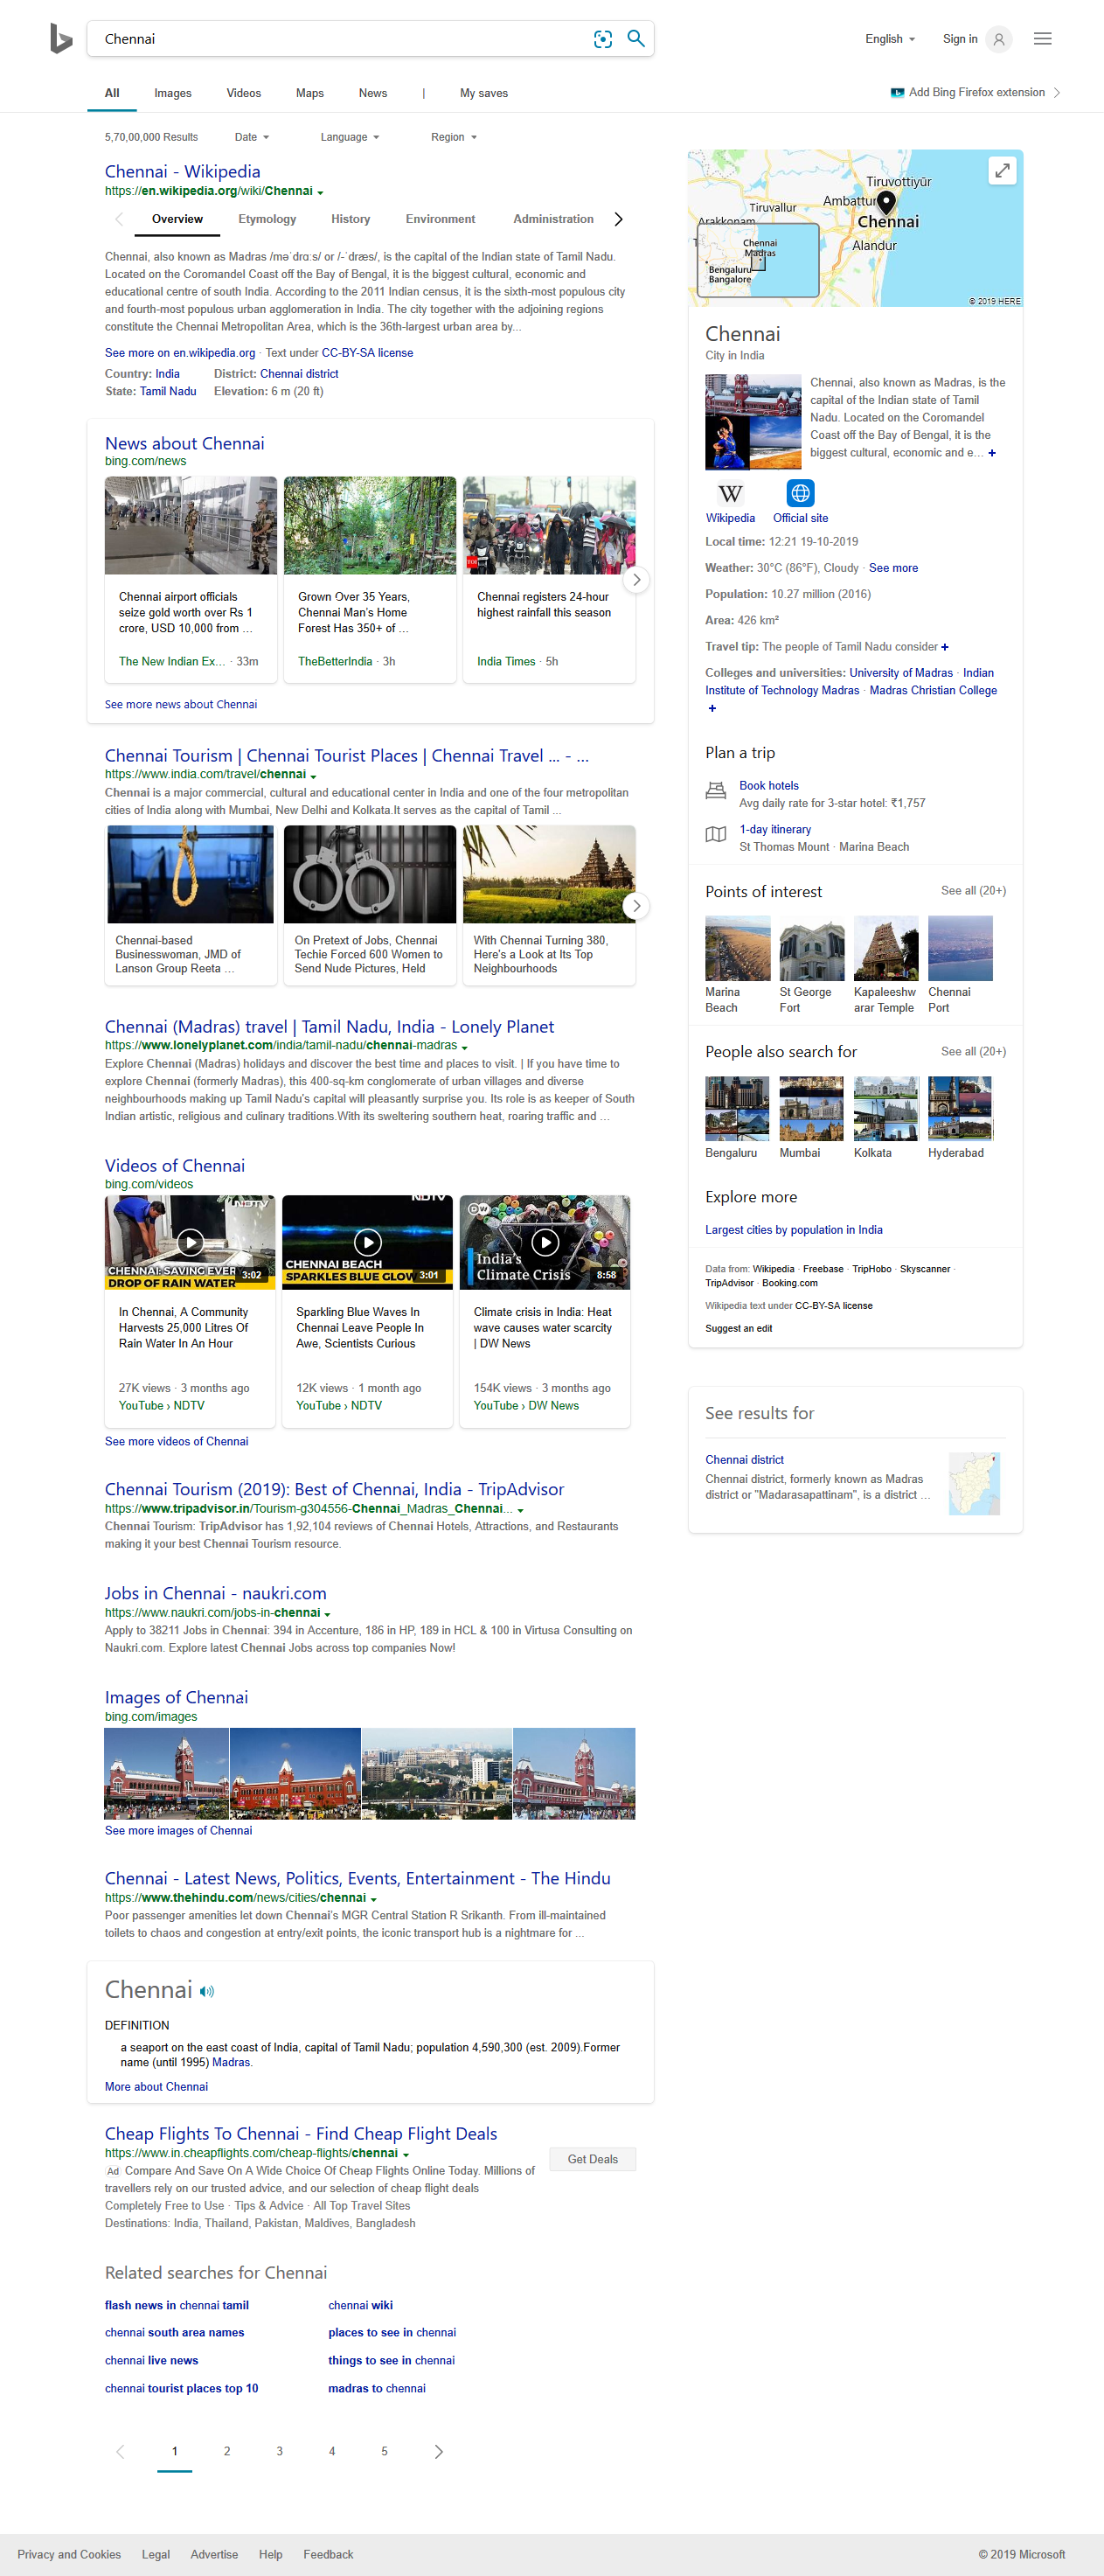 Chennai
English
Sign in
All
Images
Videos
Maps
News
|
My saves
Add Bing Firefox extension
5,70,00,000 Results
Date
Language
Region
Chennai - Wikipedia
https://en.wikipedia.org/wiki/Chennai
Overview
Etymology
History
Environment
Administration
Chennai, also known as Madras /məˈdrɑːs/ or /-ˈdræs/, is the capital of the Indian state of Tamil Nadu.
Located on the Coromandel Coast off the Bay of Bengal, it is the biggest cultural, economic and
educational centre of south India. According to the 2011 Indian census, it is the sixth-most populous city
and fourth-most populous urban agglomeration in India. The city together with the adjoining regions
constitute the Chennai Metropolitan Area, which is the 36th-largest urban area by...
See more on en.wikipedia.org · Text under CC-BY-SA license
Country: India
District: Chennai district
State: Tamil Nadu
Elevation: 6 m (20 ft)
News about Chennai
bing.com/news
TOI
Chennai airport officials
seize gold worth over Rs 1
crore, USD 10,000 from ...
The New Indian Ex... · 33m
Grown Over 35 Years,
Chennai Man's Home
Forest Has 350+ of ...
TheBetterIndia · 3h
Chennai registers 24-hour
highest rainfall this season
India Times · 5h
See more news about Chennai
Chennai Tourism | Chennai Tourist Places | Chennai Travel ... - ...
https://www.india.com/travel/chennai
Chennai is a major commercial, cultural and educational center in India and one of the four metropolitan
cities of India along with Mumbai, New Delhi and Kolkata.It serves as the capital of Tamil ...
Chennai-based
Businesswoman, JMD of
Lanson Group Reeta ...
On Pretext of Jobs, Chennai
Techie Forced 600 Women to
Send Nude Pictures, Held
With Chennai Turning 380,
Here's a Look at Its Top
Neighbourhoods
Chennai (Madras) travel | Tamil Nadu, India - Lonely Planet
https://www.lonelyplanet.com/india/tamil-nadu/chennai-madras
Explore Chennai (Madras) holidays and discover the best time and places to visit. | If you have time to
explore Chennai (formerly Madras), this 400-sq-km conglomerate of urban villages and diverse
neighbourhoods making up Tamil Nadu's capital will pleasantly surprise you. Its role is as keeper of South
Indian artistic, religious and culinary traditions.With its sweltering southern heat, roaring traffic and ...
Videos of Chennai
bing.com/videos
NDTV
CHENNAI: SAVING EVERY
DROP OF RAIN WATER
3:02
NDTV
CHENNAI BEACH
SPARKLES BLUE GLOW
3:01
DW
India's
Climate Crisis
8:58
In Chennai, A Community
Harvests 25,000 Litres Of
Rain Water In An Hour
27K views · 3 months ago
YouTube › NDTV
Sparkling Blue Waves In
Chennai Leave People In
Awe, Scientists Curious
12K views · 1 month ago
YouTube › NDTV
Climate crisis in India: Heat
wave causes water scarcity
| DW News
154K views · 3 months ago
YouTube › DW News
See more videos of Chennai
Chennai Tourism (2019): Best of Chennai, India - TripAdvisor
https://www.tripadvisor.in/Tourism-g304556-Chennai_Madras_Chennai...
Chennai Tourism: TripAdvisor has 1,92,104 reviews of Chennai Hotels, Attractions, and Restaurants
making it your best Chennai Tourism resource.
Jobs in Chennai - naukri.com
https://www.naukri.com/jobs-in-chennai
Apply to 38211 Jobs in Chennai: 394 in Accenture, 186 in HP, 189 in HCL & 100 in Virtusa Consulting on
Naukri.com. Explore latest Chennai Jobs across top companies Now!
Images of Chennai
bing.com/images
See more images of Chennai
Chennai - Latest News, Politics, Events, Entertainment - The Hindu
https://www.thehindu.com/news/cities/chennai
Poor passenger amenities let down Chennai's MGR Central Station R Srikanth. From ill-maintained
toilets to chaos and congestion at entry/exit points, the iconic transport hub is a nightmare for ...
Chennai
DEFINITION
a seaport on the east coast of India, capital of Tamil Nadu; population 4,590,300 (est. 2009).Former
name (until 1995) Madras.
More about Chennai
Cheap Flights To Chennai - Find Cheap Flight Deals
https://www.in.cheapflights.com/cheap-flights/chennai
Ad Compare And Save On A Wide Choice Of Cheap Flights Online Today. Millions of
travellers rely on our trusted advice, and our selection of cheap flight deals
Completely Free to Use · Tips & Advice · All Top Travel Sites
Destinations: India, Thailand, Pakistan, Maldives, Bangladesh
Get Deals
Related searches for Chennai
flash news in chennai tamil
chennai south area names
chennai live news
chennai tourist places top 10
chennai wiki
places to see in chennai
things to see in chennai
madras to chennai
1
2
3
4
5
Tiruvottiyūr
Tiruvallur
Ambattur
Arakkonam
Chennai
Alandur
Chennai
Madras
Bengaluru
Bangalore
© 2019 HERE
Chennai
City in India
Chennai, also known as Madras, is the
capital of the Indian state of Tamil
Nadu. Located on the Coromandel
Coast off the Bay of Bengal, it is the
biggest cultural, economic and e... +
W
Wikipedia
Official site
Local time: 12:21 19-10-2019
Weather: 30°C (86°F), Cloudy · See more
Population: 10.27 million (2016)
Area: 426 km²
Travel tip: The people of Tamil Nadu consider +
Colleges and universities: University of Madras · Indian
Institute of Technology Madras · Madras Christian College
+
Plan a trip
Book hotels
Avg daily rate for 3-star hotel: ₹1,757
1-day itinerary
St Thomas Mount · Marina Beach
Points of interest
See all (20+)
Marina
Beach
St George
Fort
Kapaleeshw
arar Temple
Chennai
Port
People also search for
See all (20+)
Bengaluru
Mumbai
Kolkata
Hyderabad
Explore more
Largest cities by population in India
Data from: Wikipedia · Freebase · TripHobo · Skyscanner ·
TripAdvisor · Booking.com
Wikipedia text under CC-BY-SA license
Suggest an edit
See results for
Chennai district
Chennai district, formerly known as Madras
district or "Madarasapattinam", is a district ...
Privacy and Cookies
Legal
Advertise
Help
Feedback
© 2019 Microsoft